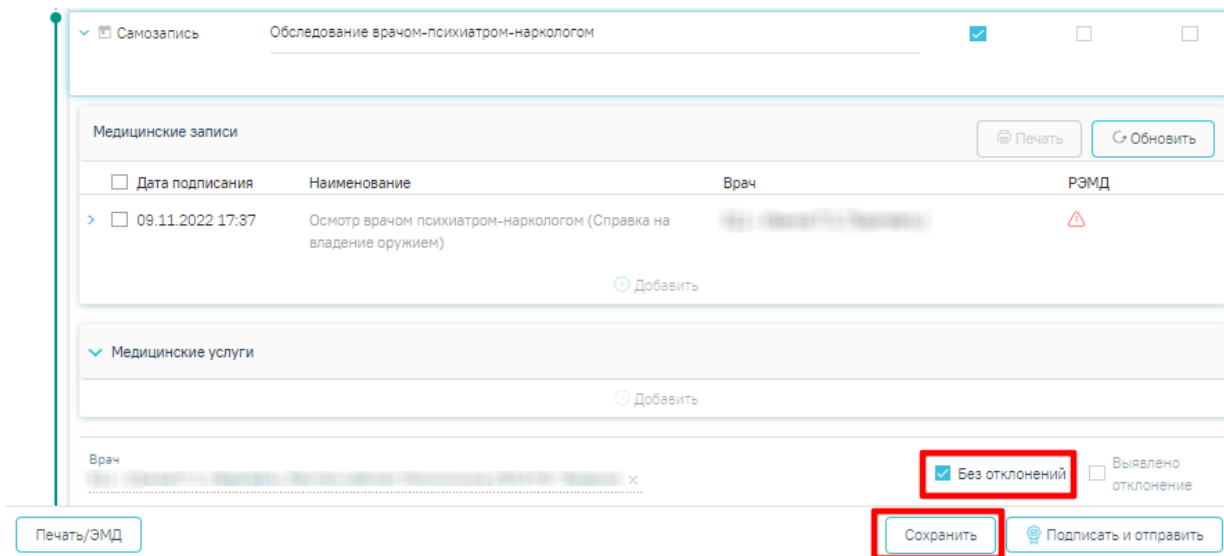 Самозапись Обследование врачом-психиатром-наркологом
Медицинские записи Печать Обновить
Дата подписания Наименование Врач РЭМД
09.11.2022 17:37 Осмотр врачом психиатром-наркологом (Справка на
владение оружием)
Добавить
Медицинские услуги
Добавить
Врач
Без отклонений Выявлено
отклонение
Печать/ЭМД Сохранить Подписать и отправить